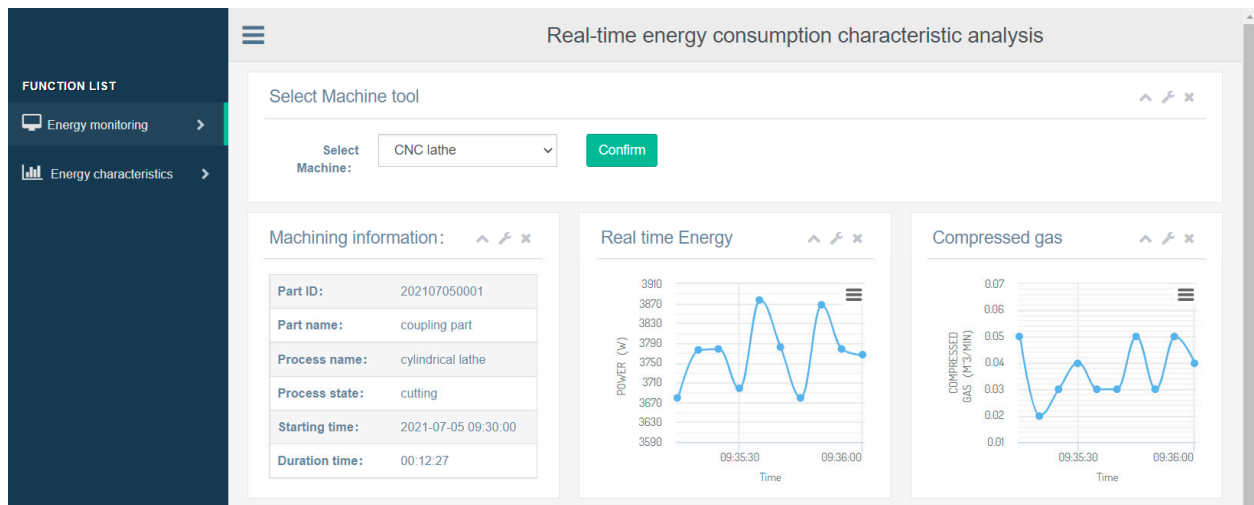 Real-time energy consumption characteristic analysis
FUNCTION LIST
Energy monitoring
Energy characteristics
Select Machine tool
Select
Machine:
CNC lathe
Confirm
Machining information:
Part ID: 202107050001
Part name: coupling part
Process name: cylindrical lathe
Process state: cutting
Starting time: 2021-07-05 09:30:00
Duration time: 00:12:27
Real time Energy
POWER (W)
3910
3870
3830
3790
3750
3710
3670
3630
3590
09:35:30 09:36:00
Time
Compressed gas
COMPRESSED
GAS (M3/MIN)
0.07
0.06
0.05
0.04
0.03
0.02
0.01
09:35:30 09:36:00
Time